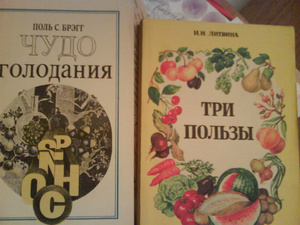 ПОЛЬ С. БРЭГГ
ЧУДО
ГОЛОДАНИЯ
И.И. ЛИТВИНА
ТРИ
ПОЛЬЗЫ